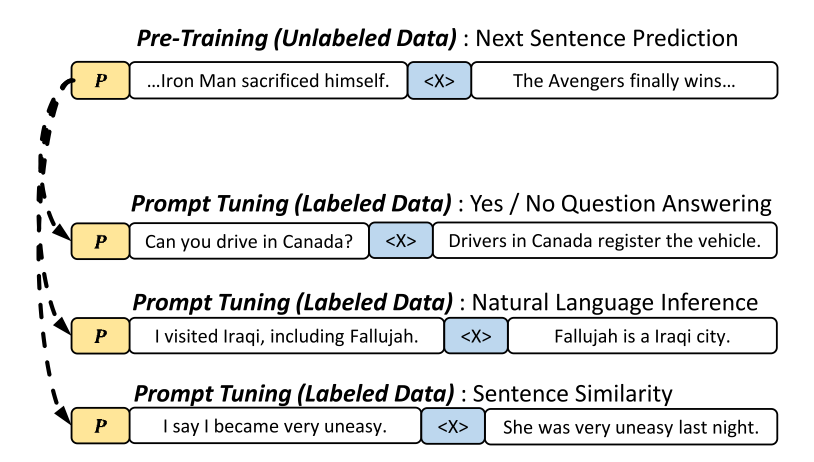 Pre-Training (Unlabeled Data) : Next Sentence Prediction
P ...Iron Man sacrificed himself. <X> The Avengers finally wins...
Prompt Tuning (Labeled Data) : Yes / No Question Answering
P Can you drive in Canada? <X> Drivers in Canada register the vehicle.
Prompt Tuning (Labeled Data) : Natural Language Inference
P I visited Iraqi, including Fallujah. <X> Fallujah is a Iraqi city.
Prompt Tuning (Labeled Data) : Sentence Similarity
P I say I became very uneasy. <X> She was very uneasy last night.